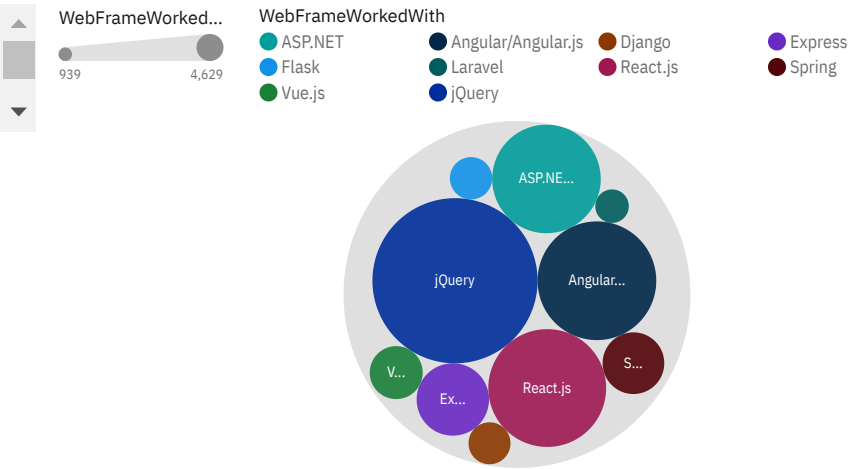 WebFrameWorked...
939 4,629
WebFrameWorkedWith
ASP.NET Angular/Angular.js Django Express
Flask Laravel React.js Spring
Vue.js jQuery
ASP.NE...
jQuery Angular...
V... Ex... React.js S...